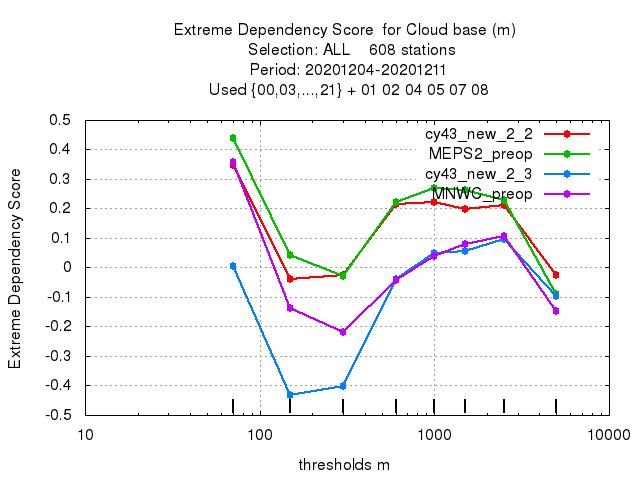 Extreme Dependency Score  for Cloud base (m)
Selection: ALL    608 stations
Period: 20201204-20201211
Used {00,03,...,21} + 01 02 04 05 07 08
cy43_new_2_2
MEPS2_preop
cy43_new_2_3
MNWG_preop
Extreme Dependency Score
0.5
0.4
0.3
0.2
0.1
0
-0.1
-0.2
-0.3
-0.4
-0.5
10 100 1000 10000
thresholds m